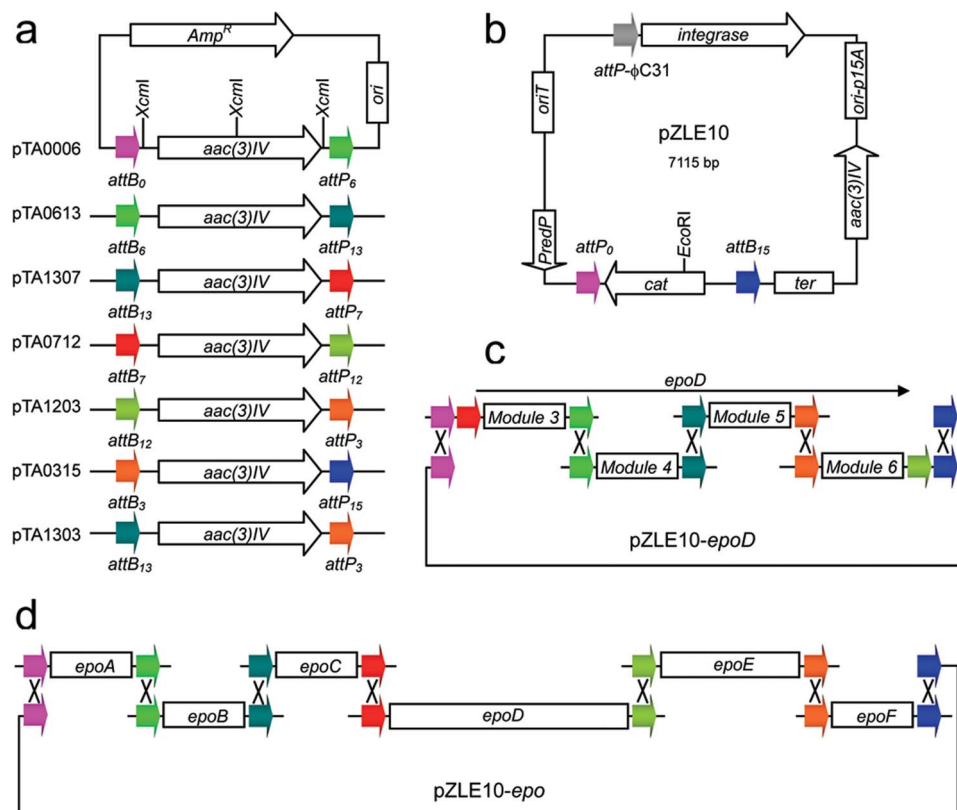 a
Amp^R
ori
XcmI XcmI XcmI
pTA0006 aac(3)IV
attB_0 attP_6
pTA0613 aac(3)IV
attB_6 attP_13
pTA1307 aac(3)IV
attB_13 attP_7
pTA0712 aac(3)IV
attB_7 attP_12
pTA1203 aac(3)IV
attB_12 attP_3
pTA0315 aac(3)IV
attB_3 attP_15
pTA1303 aac(3)IV
attB_13 attP_3
b
integrase
attP-ϕC31
oriT
ori-p15A
pZLE10
7115 bp
aac(3)IV
PredP
attP_0
EcoRI
attB_15
cat
ter
c
epoD
Module 3 Module 5
Module 4 Module 6
pZLE10-epoD
d
epoA epoC epoE
epoB epoD epoF
pZLE10-epo